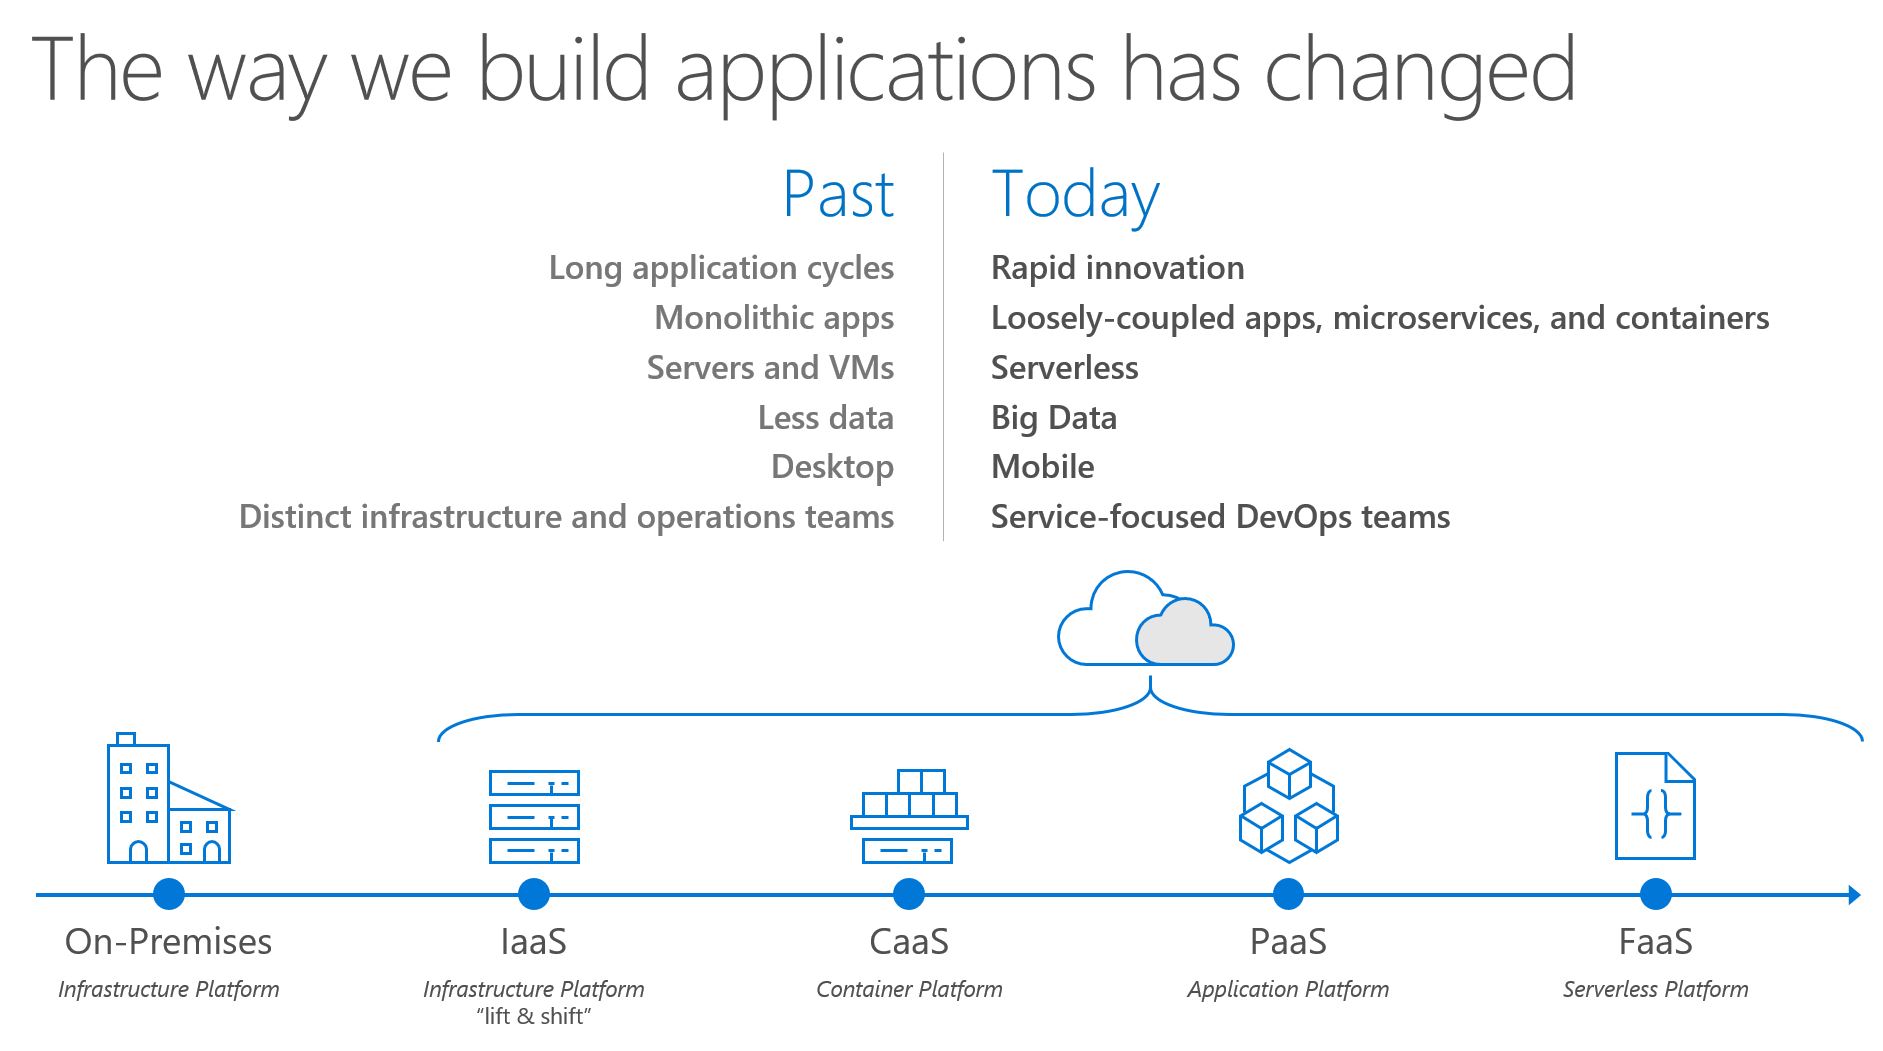 The way we build applications has changed
Past
Long application cycles
Monolithic apps
Servers and VMs
Less data
Desktop
Distinct infrastructure and operations teams
Today
Rapid innovation
Loosely-coupled apps, microservices, and containers
Serverless
Big Data
Mobile
Service-focused DevOps teams
On-Premises
Infrastructure Platform
IaaS
Infrastructure Platform
“lift & shift”
CaaS
Container Platform
PaaS
Application Platform
FaaS
Serverless Platform